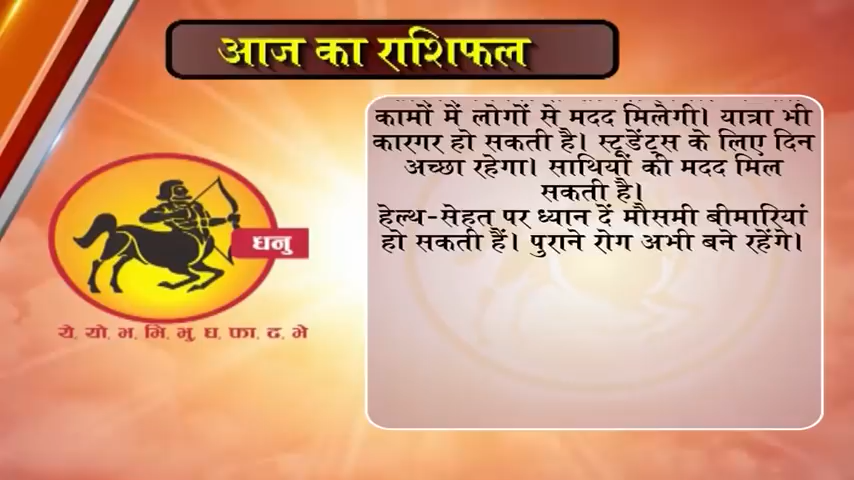 आज का राशिफल
कामों में लोगों से मदद मिलेगी। यात्रा भी
कारगर हो सकती है। स्टूडेंट्स के लिए दिन
अच्छा रहेगा। साथियों की मदद मिल
सकती है।
हेल्थ-सेहत पर ध्यान दें मौसमी बीमारियां
हो सकती हैं। पुराने रोग अभी बने रहेंगे।
धनु
ये, यो, भ, मि, भु, ध, फा, ढ, भे